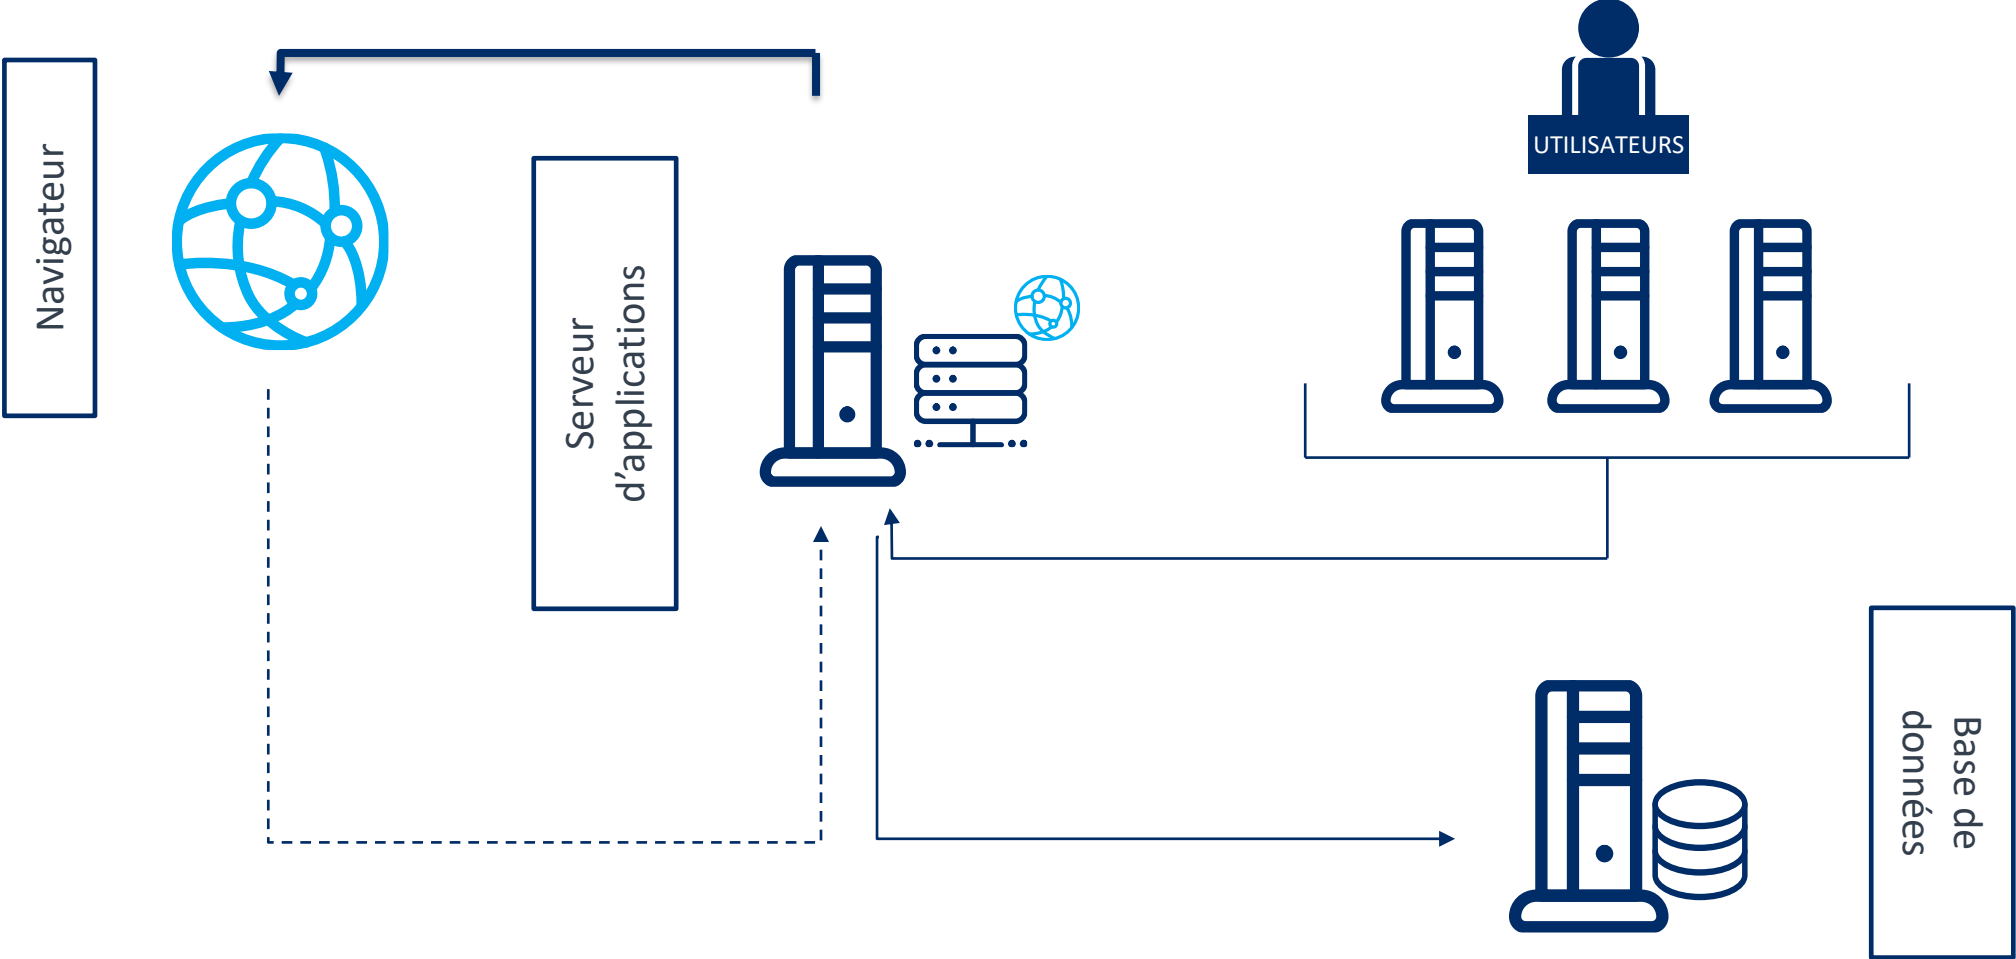 Navigateur
Serveur
d’applications
UTILISATEURS
Base de
données